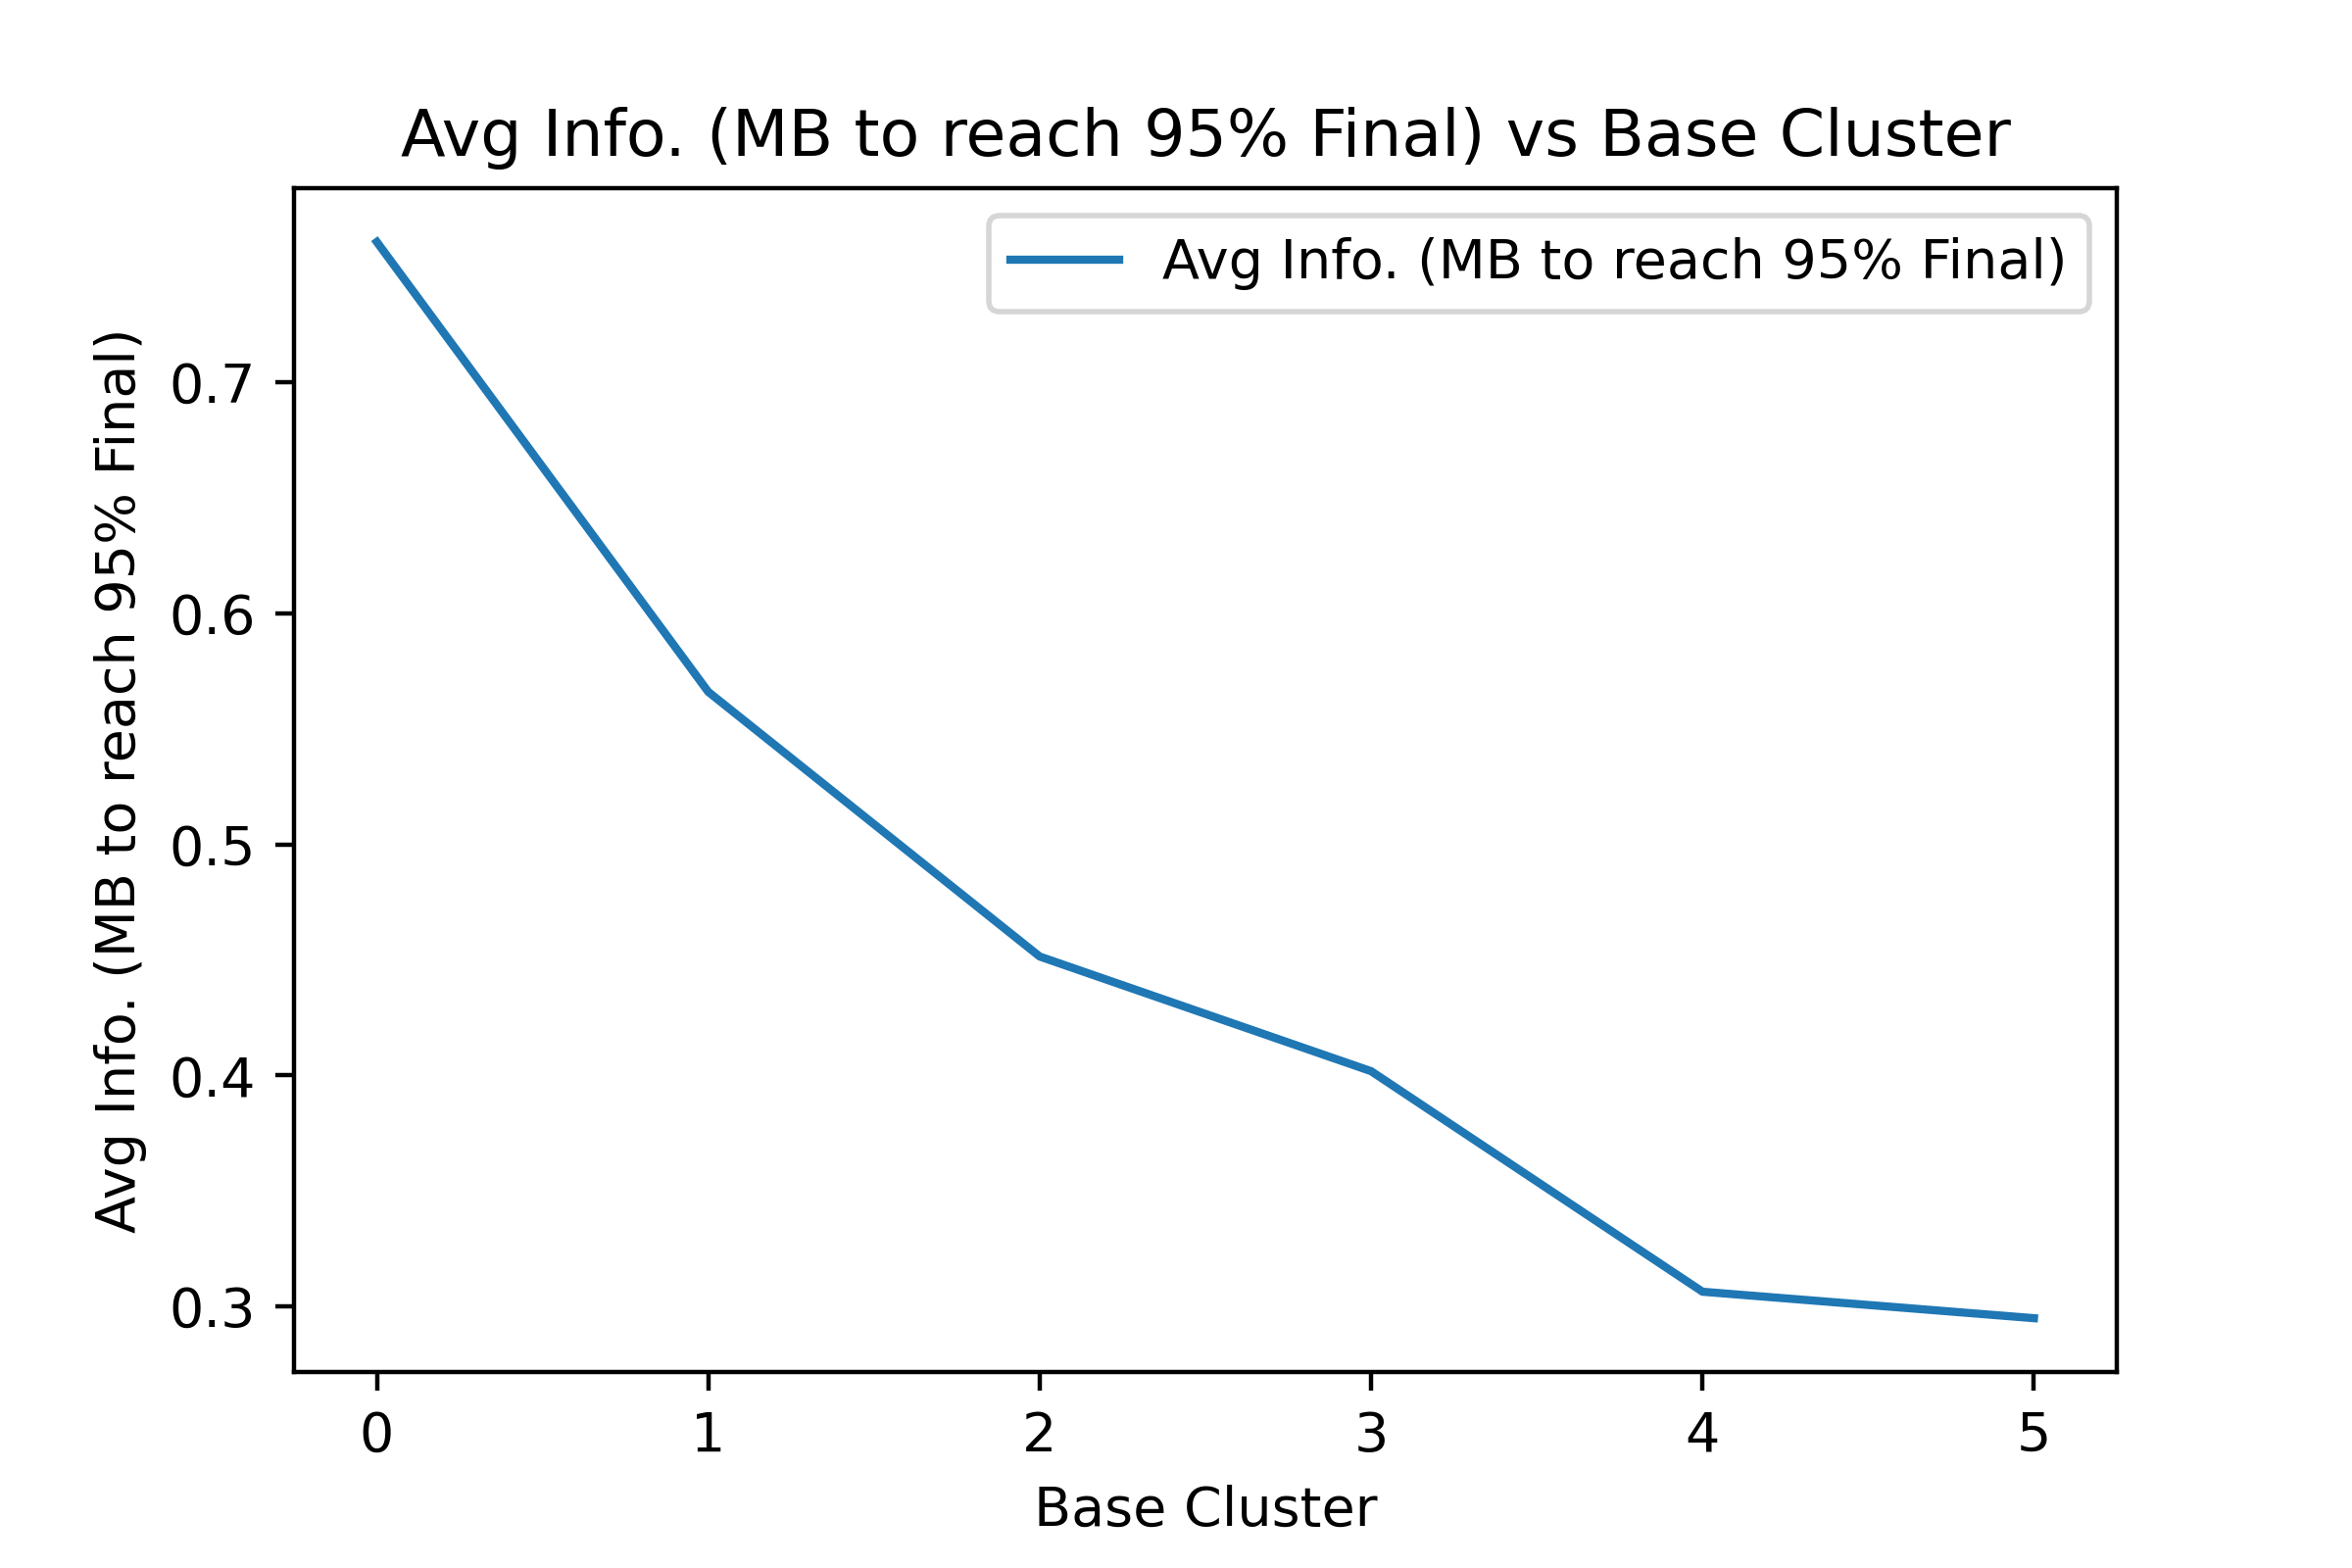 Avg Info. (MB to reach 95% Final) vs Base Cluster
Avg Info. (MB to reach 95% Final)
Avg Info. (MB to reach 95% Final)
0.7
0.6
0.5
0.4
0.3
0 1 2 3 4 5
Base Cluster